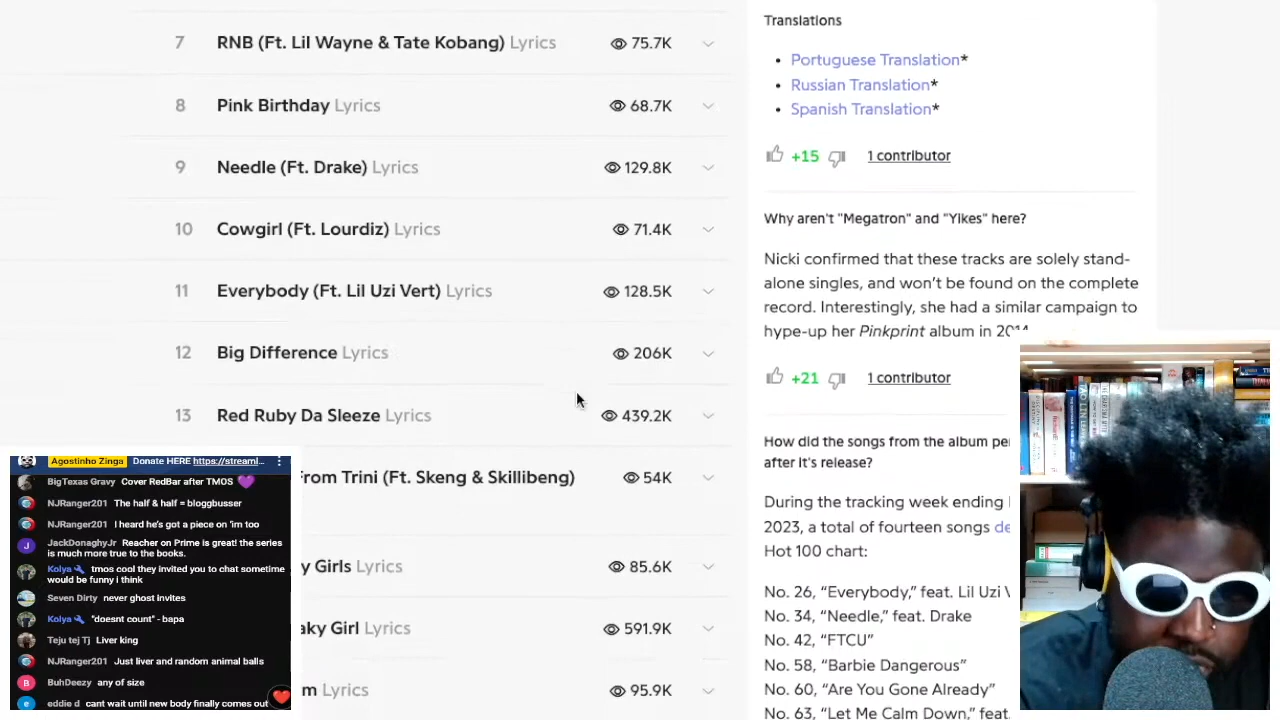 7 RNB (Ft. Lil Wayne & Tate Kobang) Lyrics 75.7K
8 Pink Birthday Lyrics 68.7K
9 Needle (Ft. Drake) Lyrics 129.8K
10 Cowgirl (Ft. Lourdiz) Lyrics 71.4K
11 Everybody (Ft. Lil Uzi Vert) Lyrics 128.5K
12 Big Difference Lyrics 206K
13 Red Ruby Da Sleeze Lyrics 439.2K
From Trini (Ft. Skeng & Skillibeng) 54K
y Girls Lyrics 85.6K
aky Girl Lyrics 591.9K
m Lyrics 95.9K
Translations
• Portuguese Translation*
• Russian Translation*
• Spanish Translation*
+15 1 contributor
Why aren't "Megatron" and "Yikes" here?
Nicki confirmed that these tracks are solely stand-
alone singles, and won't be found on the complete
record. Interestingly, she had a similar campaign to
hype-up her Pinkprint album in 2014
+21 1 contributor
How did the songs from the album pe
after it's release?
During the tracking week ending
2023, a total of fourteen songs de
Hot 100 chart:
No. 26, "Everybody," feat. Lil Uzi V
No. 34, "Needle," feat. Drake
No. 42, "FTCU"
No. 58, "Barbie Dangerous"
No. 60, "Are You Gone Already"
No. 63, "Let Me Calm Down," feat.
Agostinho Zinga Donate HERE https://streaml...
BigTexas Gravy Cover RedBar after TMOS
NJRanger201 The half & half = bloggbusser
NJRanger201 I heard he's got a piece on 'im too
JackDonaghyJr Reacher on Prime is great! the series
is much more true to the books.
Kolya tmos cool they invited you to chat sometime
would be funny i think
Seven Dirty never ghost invites
Kolya "doesnt count" - bapa
Teju tej Tj Liver king
NJRanger201 Just liver and random animal balls
BuhDeezy any of size
eddie d cant wait until new body finally comes out